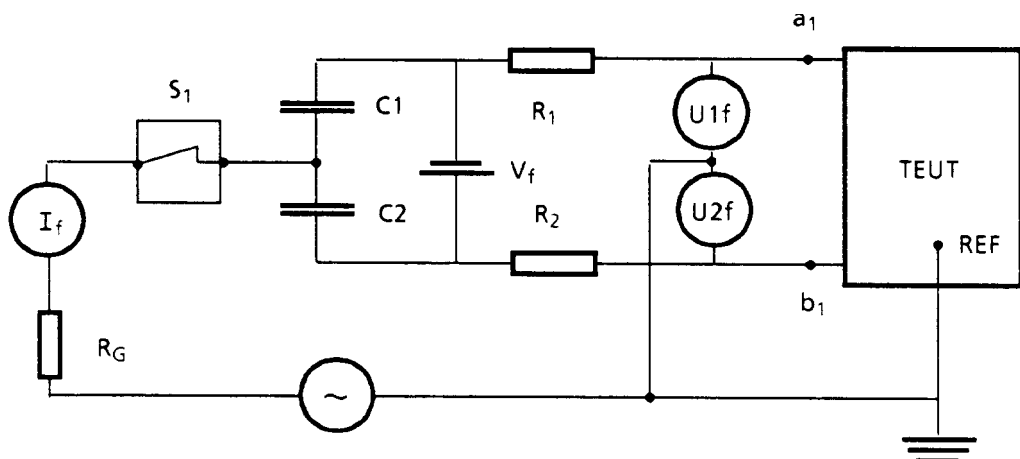 a1
S1
C1
R1
U1f
Vf
TEUT
If
C2
R2
U2f
REF
b1
RG
~